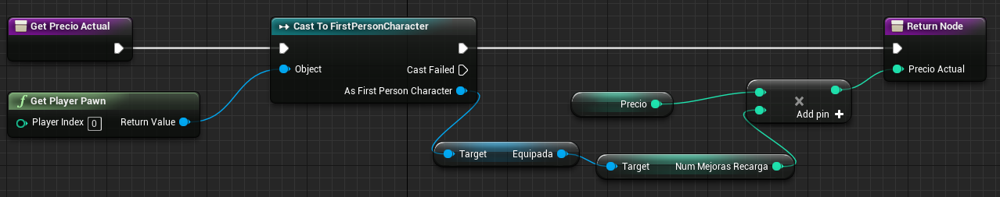 Get Precio Actual
Cast To FirstPersonCharacter
Object
Cast Failed
As First Person Character
f Get Player Pawn
Player Index 0 Return Value
Target Equipada
Precio
Target Num Mejoras Recarga
×
Add pin +
Return Node
Precio Actual